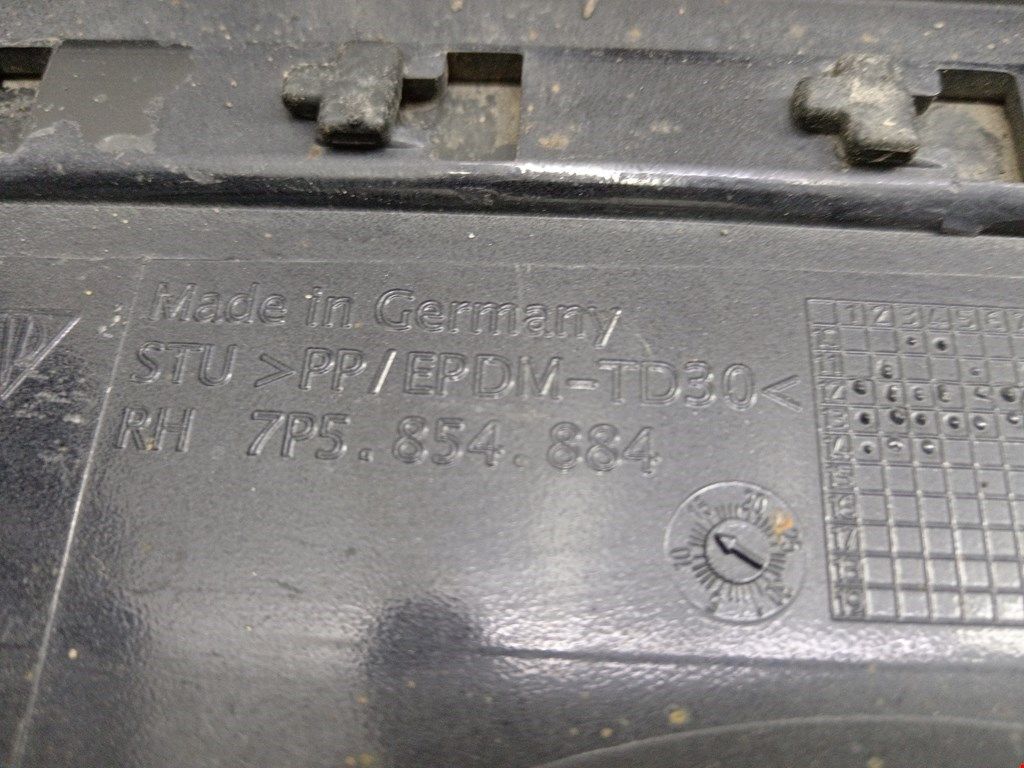 Made in Germany
STU >PP/EPDM-TD30<
RH 7P5.854.884